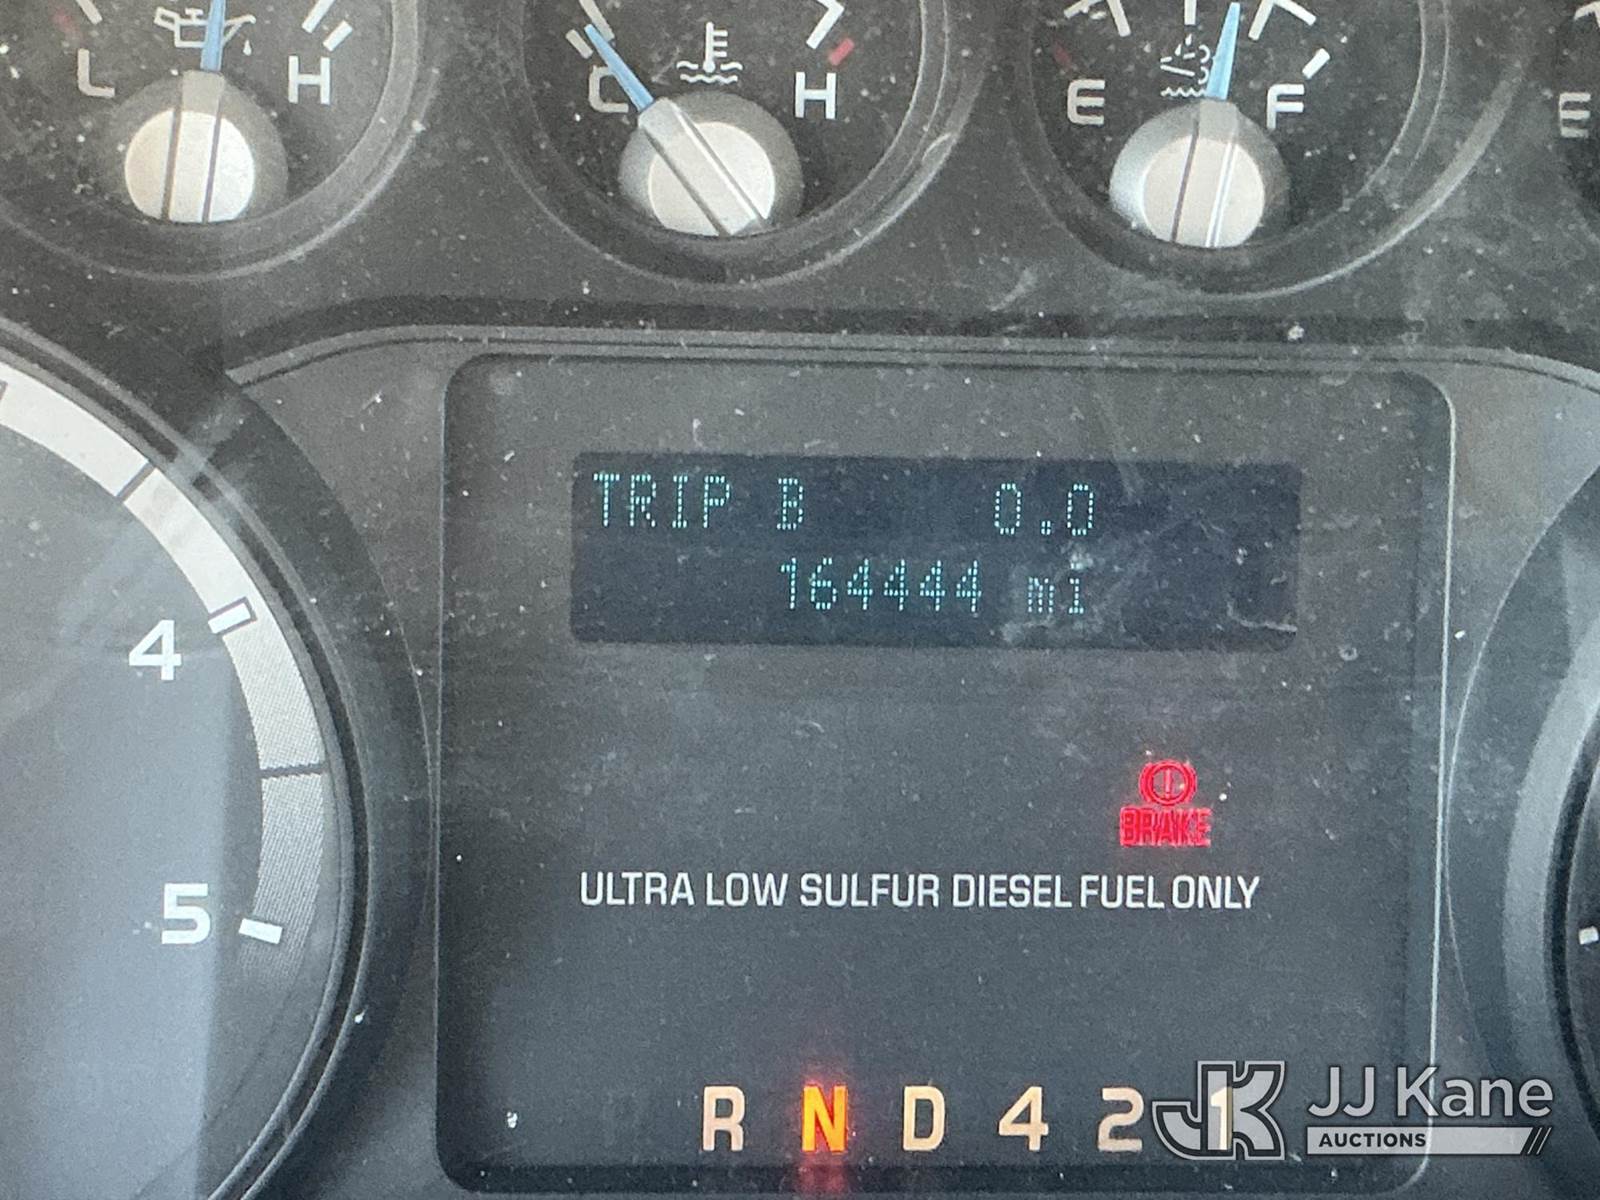 L H
C H
E F
E
TRIP B 0.0
164444 mi
4
BRAKE
ULTRA LOW SULFUR DIESEL FUEL ONLY
5
R N D 4 2 1
JK JJ Kane
AUCTIONS